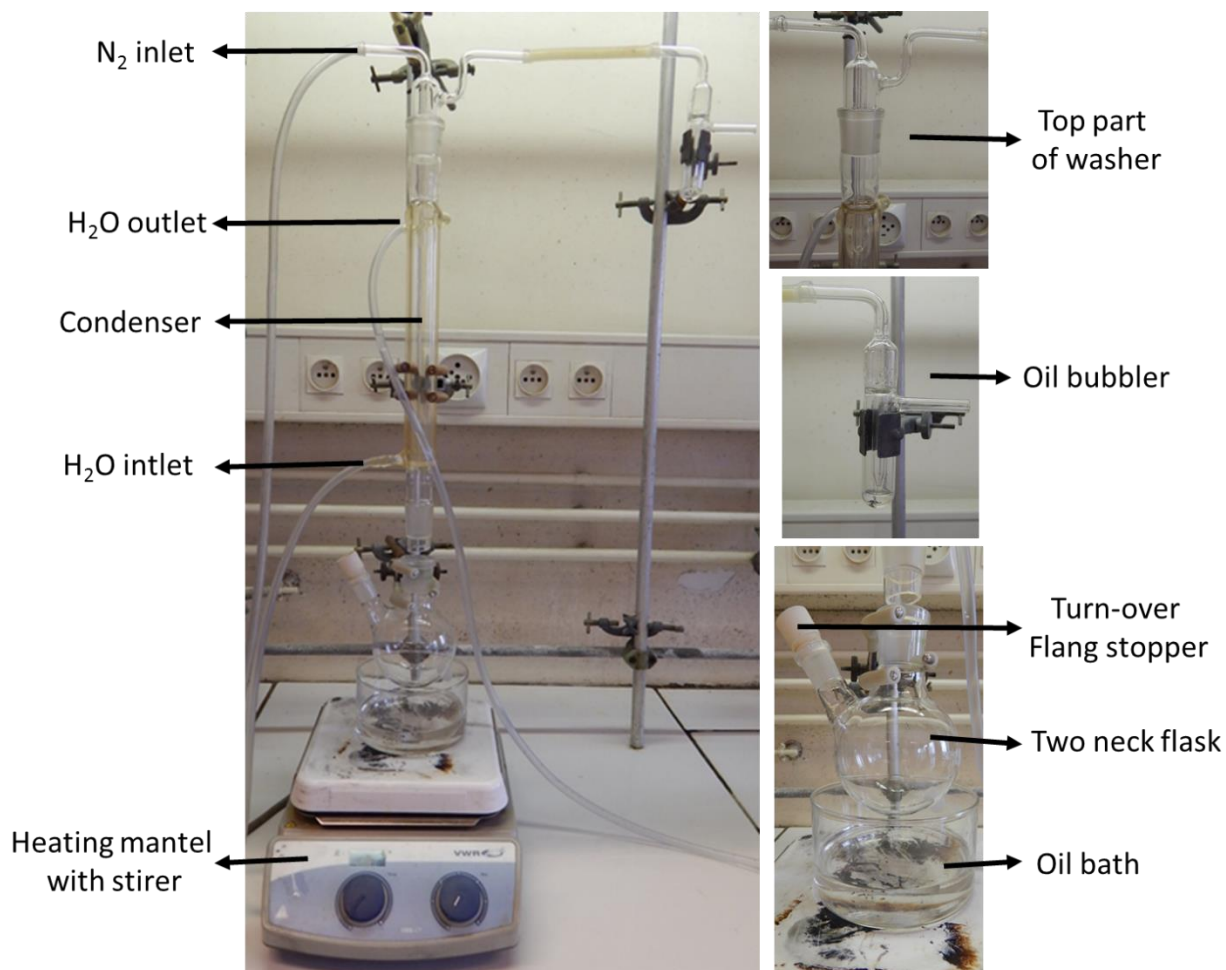 N₂ inlet
H₂O outlet
Condenser
H₂O intlet
Heating mantel
with stirer
VWR
Top part
of washer
Oil bubbler
Turn-over
Flang stopper
Two neck flask
Oil bath